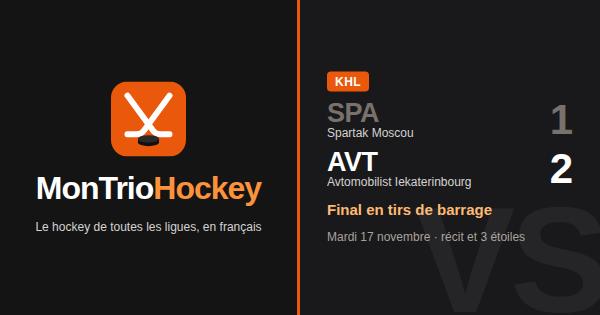 MonTrioHockey
Le hockey de toutes les ligues, en français
KHL
SPA 1
Spartak Moscou
AVT 2
Avtomobilist Iekaterinbourg
Final en tirs de barrage
Mardi 17 novembre · récit et 3 étoiles
VS